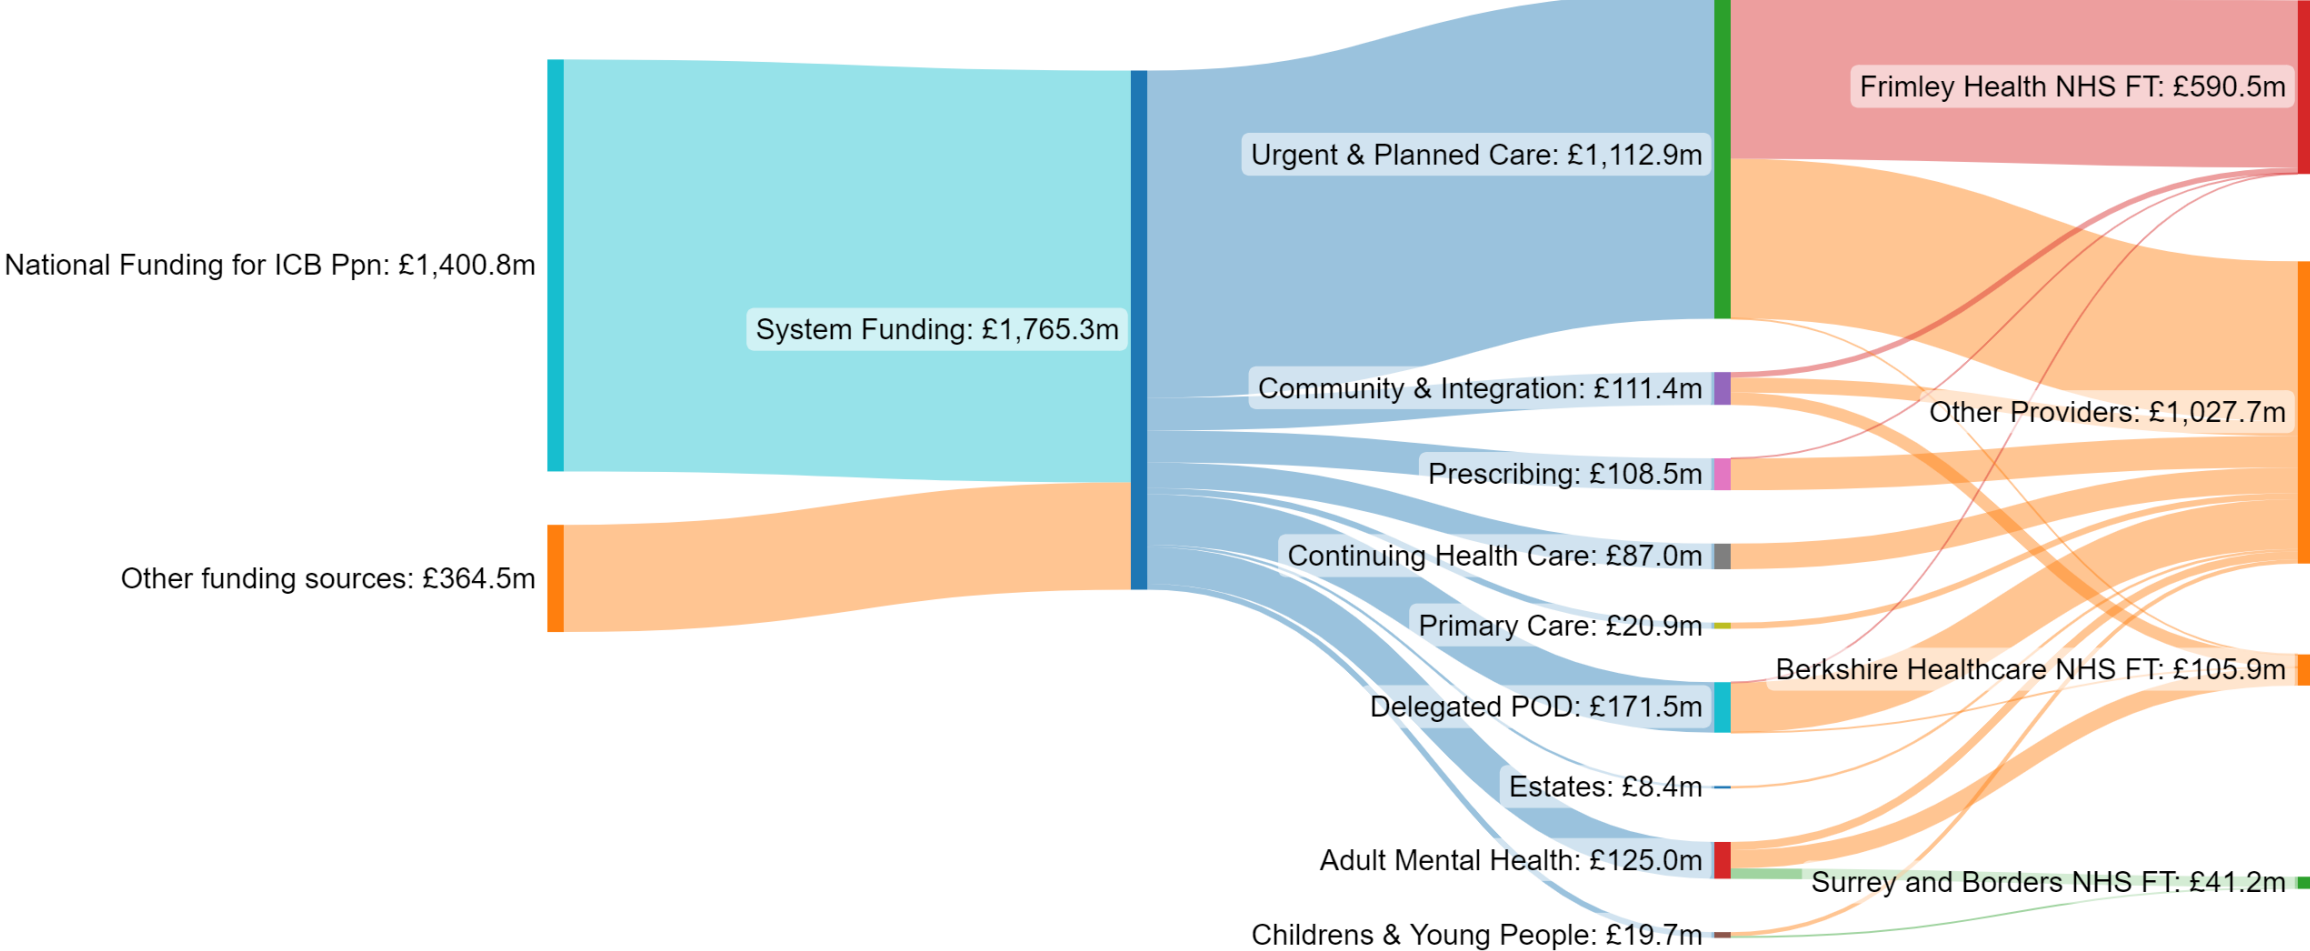 Frimley Health NHS FT: £590.5m
Urgent & Planned Care: £1,112.9m
National Funding for ICB Ppn: £1,400.8m
System Funding: £1,765.3m
Community & Integration: £111.4m
Other Providers: £1,027.7m
Prescribing: £108.5m
Continuing Health Care: £87.0m
Other funding sources: £364.5m
Primary Care: £20.9m
Berkshire Healthcare NHS FT: £105.9m
Delegated POD: £171.5m
Estates: £8.4m
Adult Mental Health: £125.0m
Surrey and Borders NHS FT: £41.2m
Childrens & Young People: £19.7m